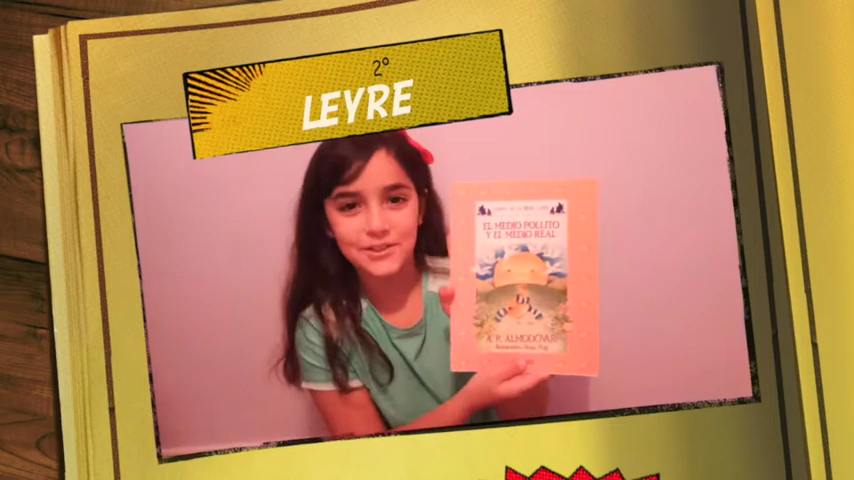 2º
LEYRE
EL MEDIO POLLITO
Y EL MEDIO REAL
A. R. ALMODÓVAR